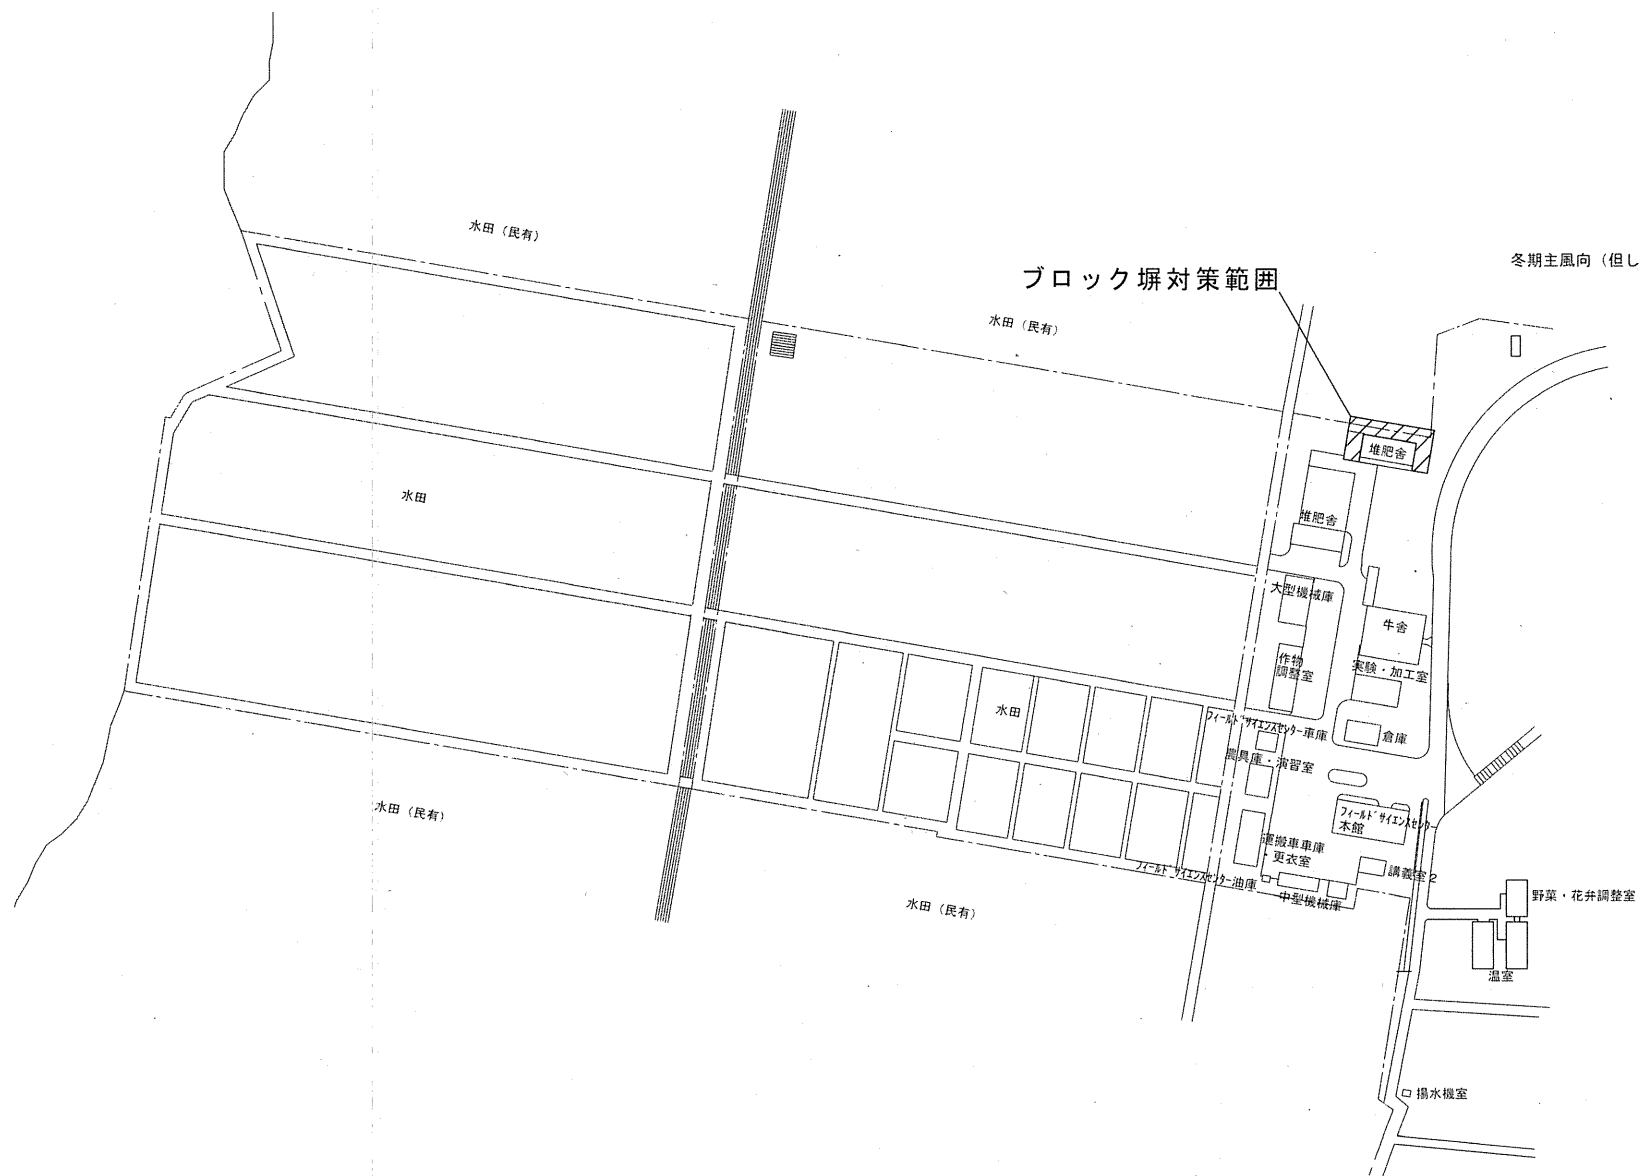 水田（民有）
冬期主風向（但し
ブロック塀対策範囲
水田（民有）
堆肥舎
水田
堆肥舎
大型機械庫
牛舎
作物
調整室
実験・加工室
水田
フィールドサイエンスセンター車庫
倉庫
農具庫・演習室
水田（民有）
フィールドサイエンスセンター
本館
運搬車車庫
・更衣室
フィールドサイエンスセンター油庫
講義室２
中型機械庫
野菜・花弁調整室
水田（民有）
温室
揚水機室